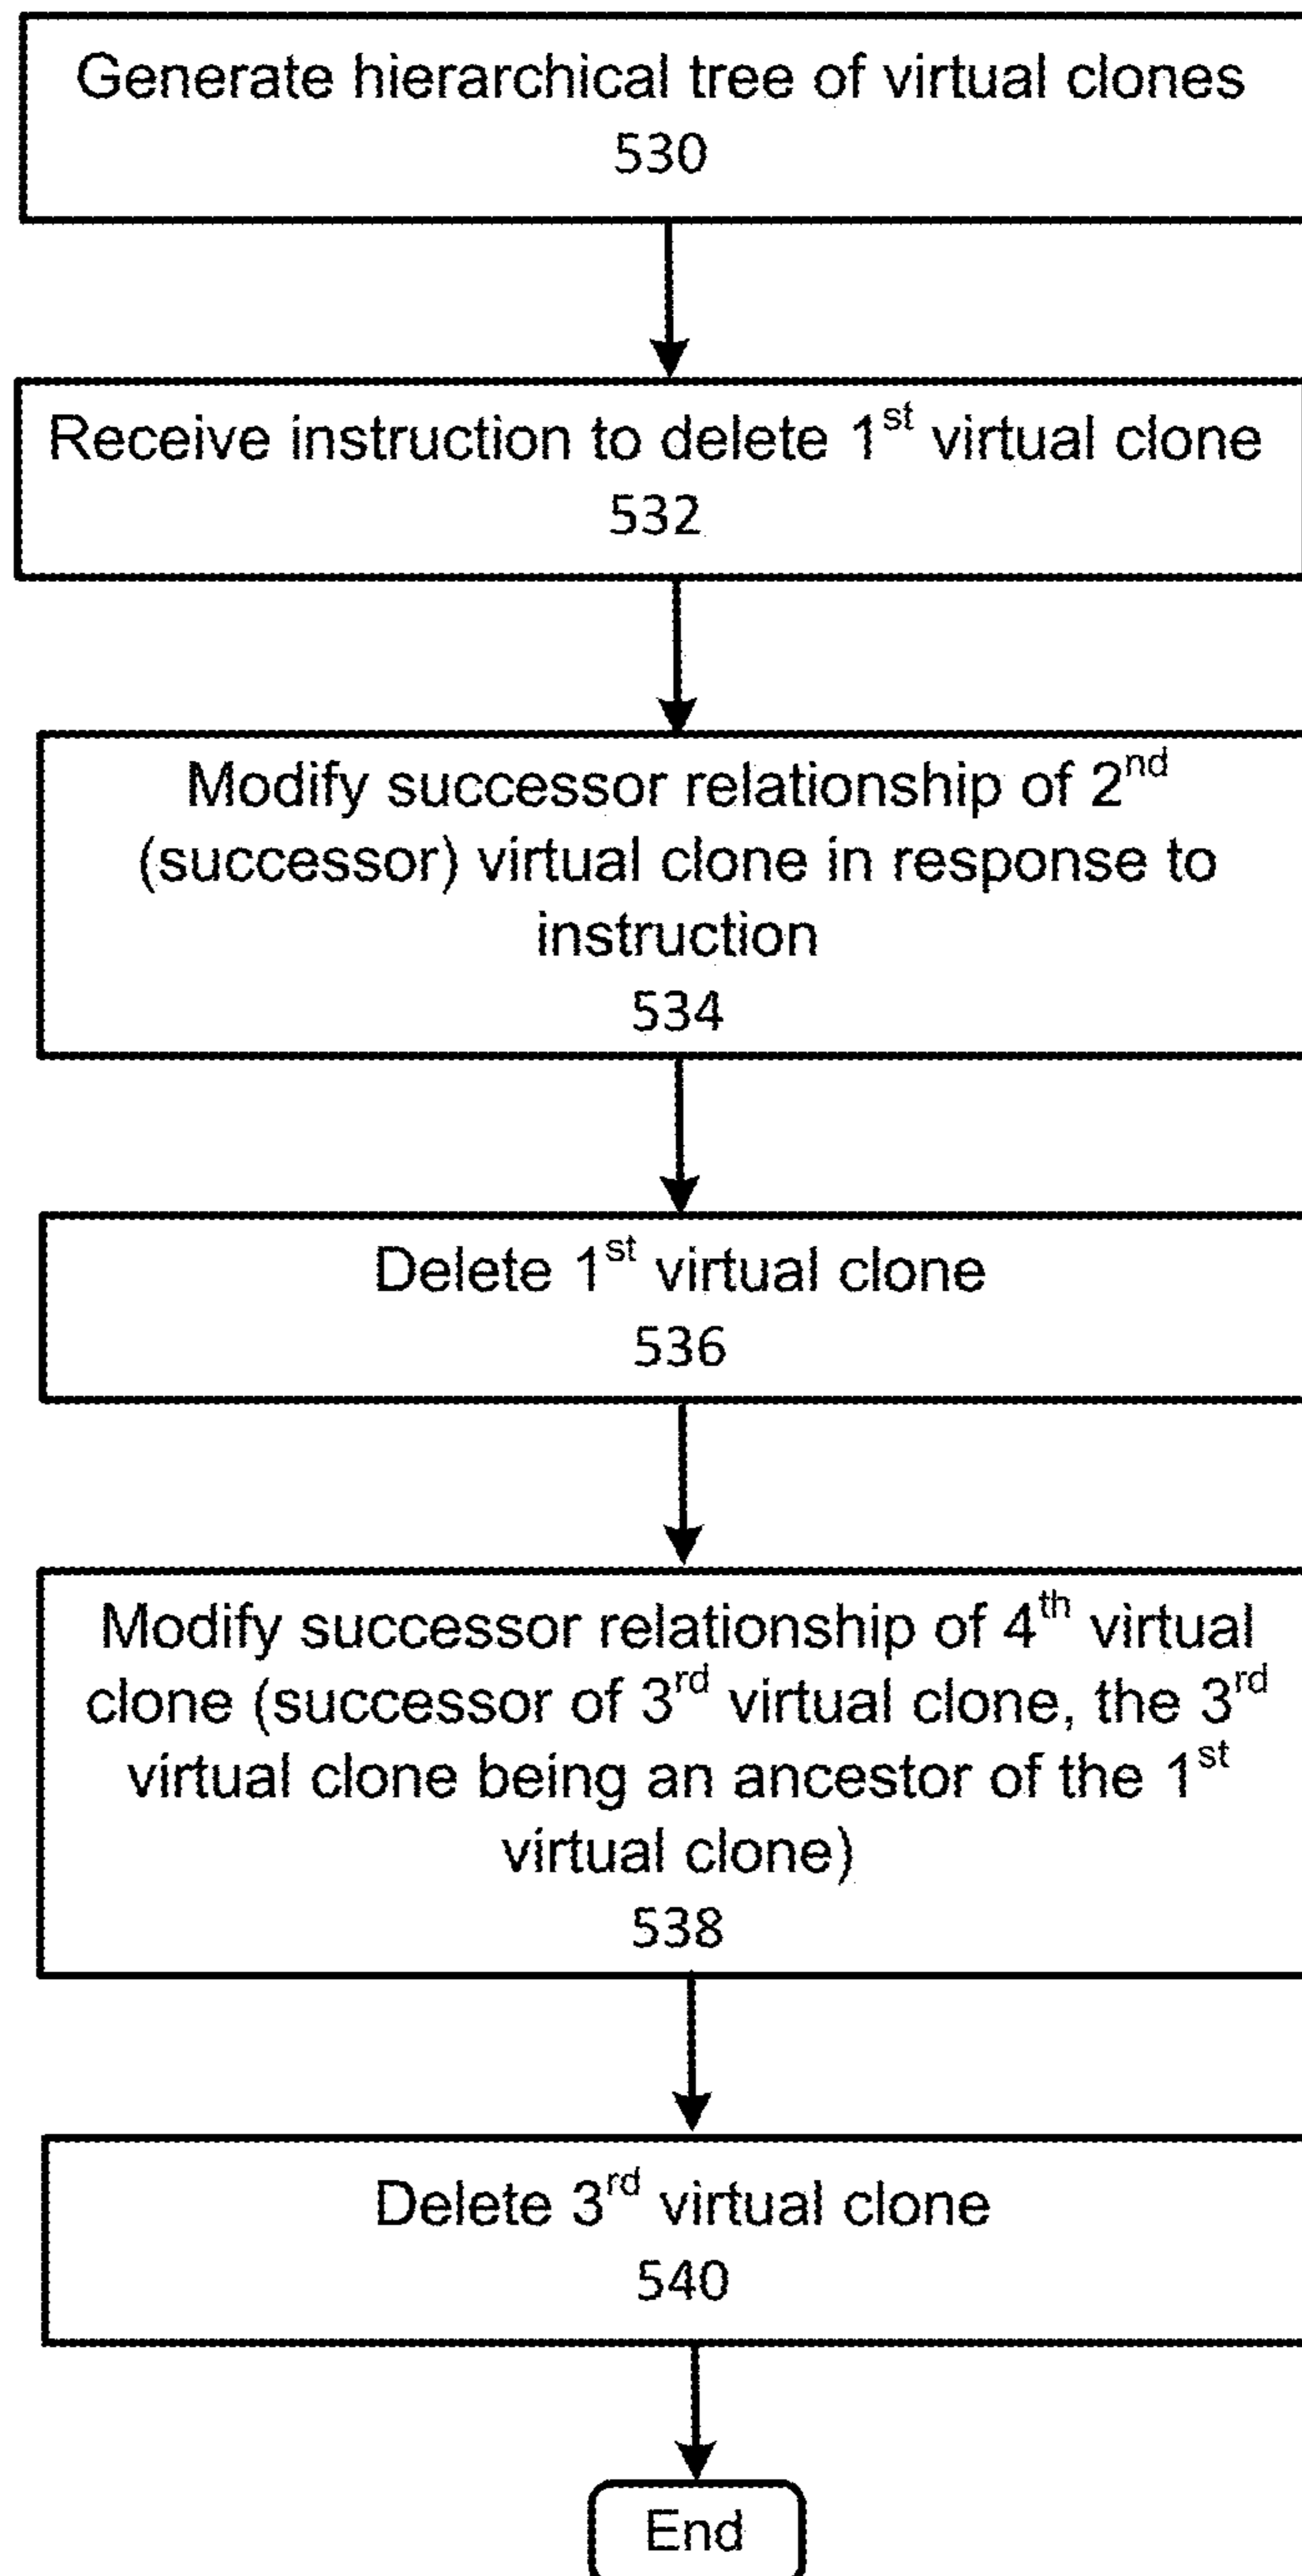 Generate hierarchical tree of virtual clones
530
Receive instruction to delete 1st virtual clone
532
Modify successor relationship of 2nd
(successor) virtual clone in response to
instruction
534
Delete 1st virtual clone
536
Modify successor relationship of 4th virtual
clone (successor of 3rd virtual clone, the 3rd
virtual clone being an ancestor of the 1st
virtual clone)
538
Delete 3rd virtual clone
540
End